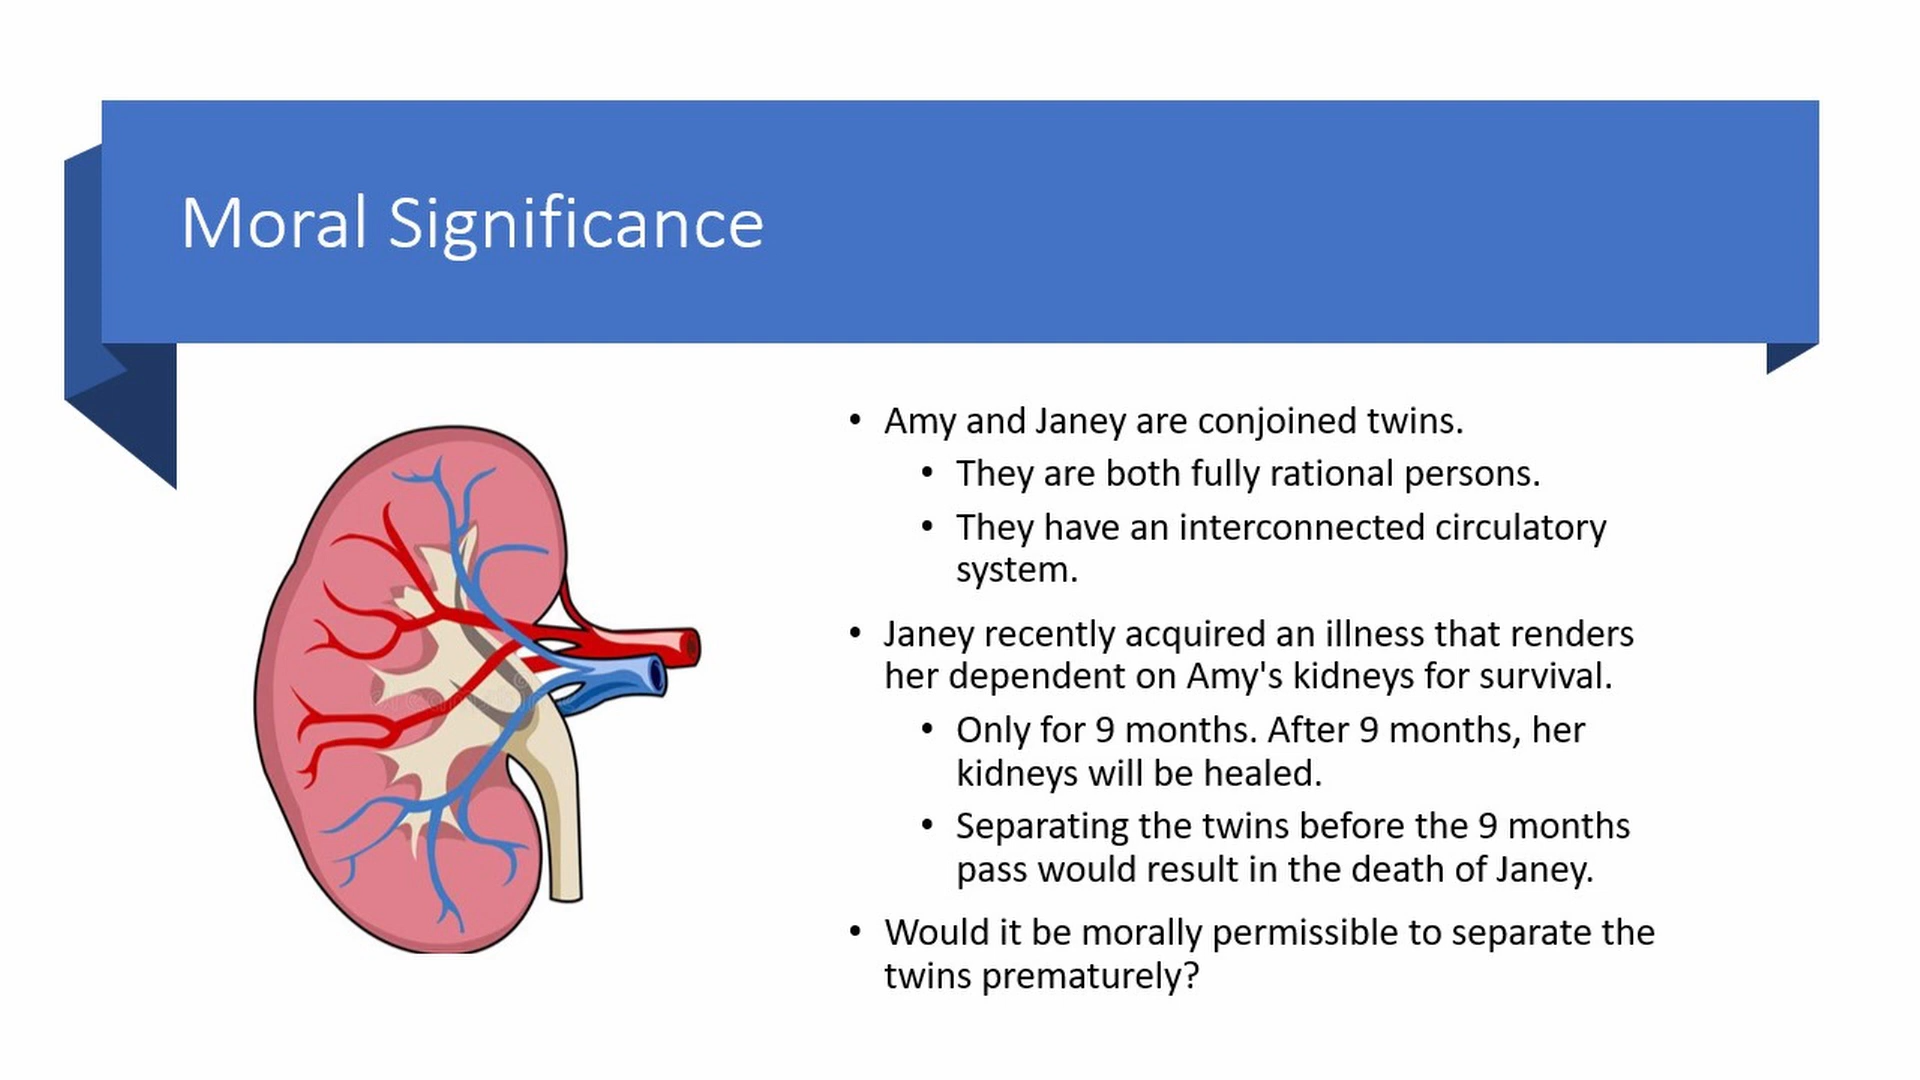 Moral Significance
• Amy and Janey are conjoined twins.
• They are both fully rational persons.
• They have an interconnected circulatory
system.
• Janey recently acquired an illness that renders
her dependent on Amy's kidneys for survival.
• Only for 9 months. After 9 months, her
kidneys will be healed.
• Separating the twins before the 9 months
pass would result in the death of Janey.
• Would it be morally permissible to separate the
twins prematurely?